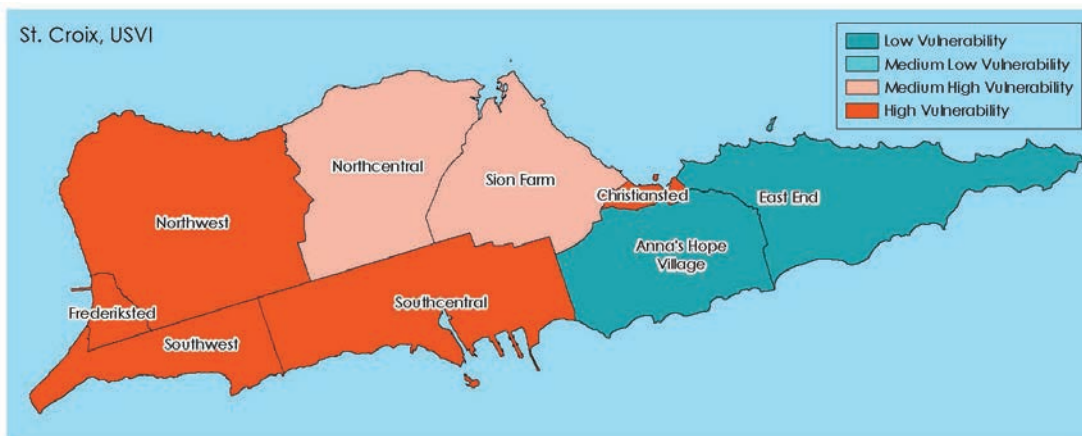 St. Croix, USVI
Low Vulnerability
Medium Low Vulnerability
Medium High Vulnerability
High Vulnerability
Northcentral
Sion Farm
Christiansted
East End
Northwest
Anna's Hope
Village
Southcentral
Frederiksted
Southwest